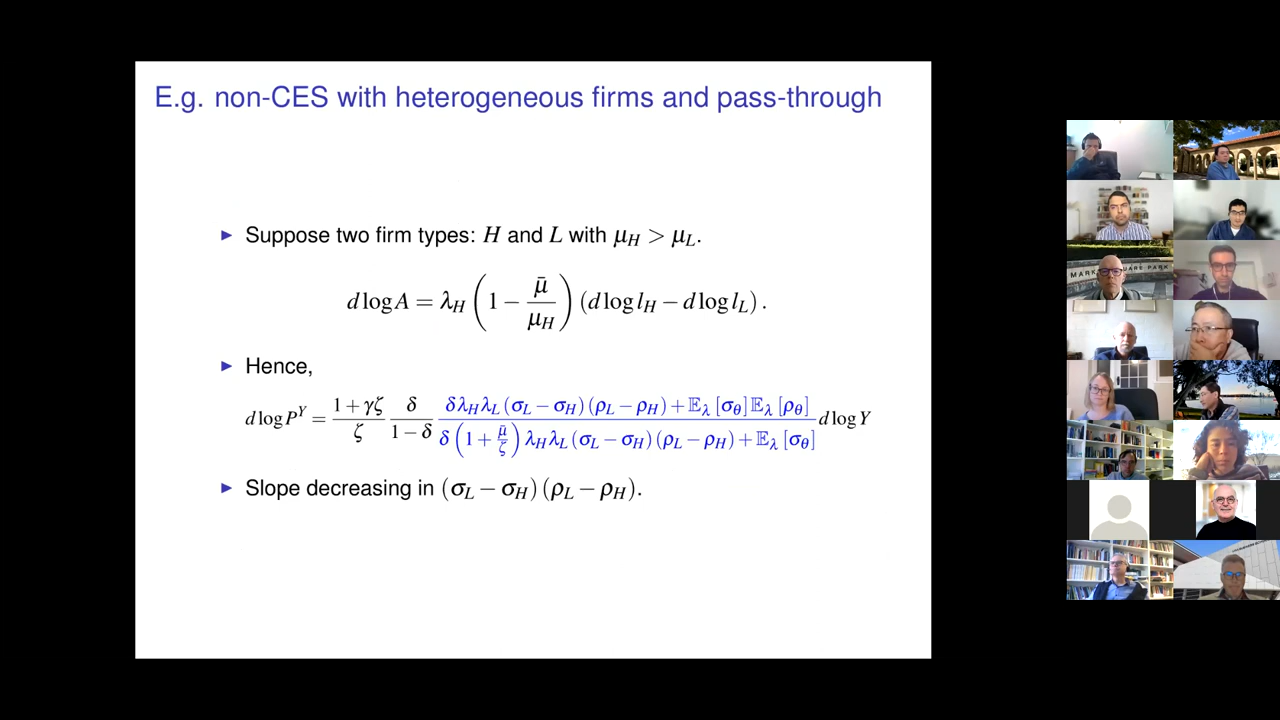 E.g. non-CES with heterogeneous firms and pass-through
▶ Suppose two firm types: H and L with μ_H > μ_L.
d log A = λ_H (1 − μ̄/μ_H) (d log l_H − d log l_L).
▶ Hence,
d log P^Y = (1 + γζ)/ζ δ/(1 − δ) (δλ_Hλ_L (σ_L − σ_H) (ρ_L − ρ_H) + 𝔼_λ [σ_θ] 𝔼_λ [ρ_θ])/(δ (1 + μ̄/ζ) λ_Hλ_L (σ_L − σ_H) (ρ_L − ρ_H) + 𝔼_λ [σ_θ]) d log Y
▶ Slope decreasing in (σ_L − σ_H) (ρ_L − ρ_H).